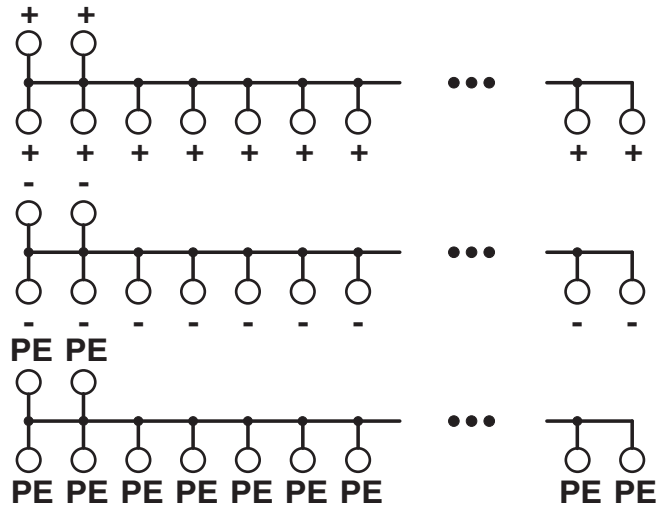 + +
+ + + + + + + + +
- -
- - - - - - - - -
PE PE
PE PE PE PE PE PE PE PE PE